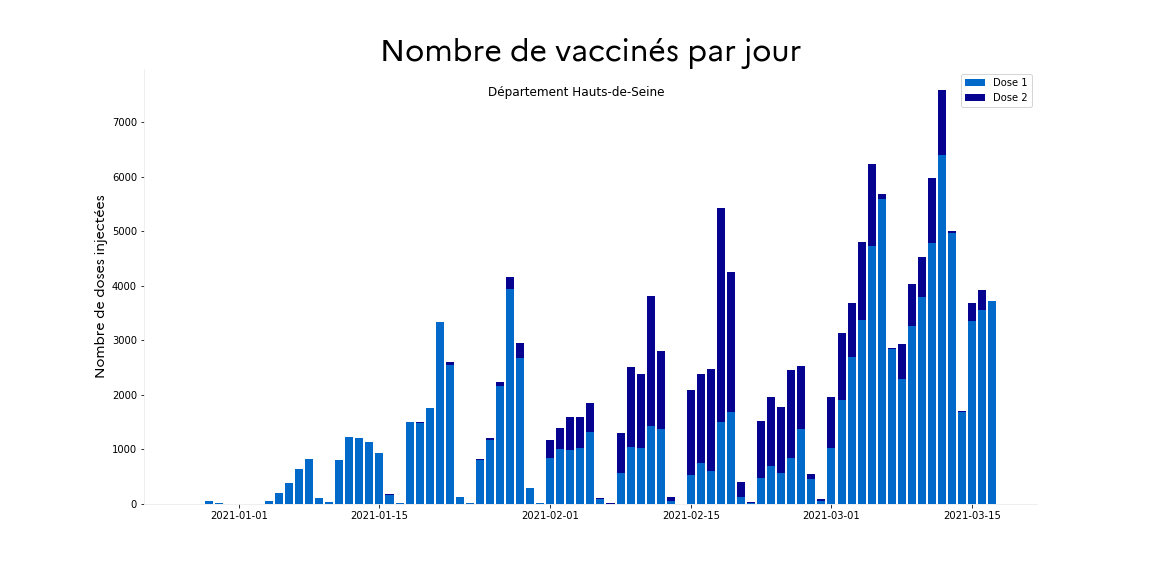 Nombre de vaccinés par jour
Département Hauts-de-Seine
Dose 1
Dose 2
Nombre de doses injectées
7000
6000
5000
4000
3000
2000
1000
0
2021-01-01 2021-01-15 2021-02-01 2021-02-15 2021-03-01 2021-03-15